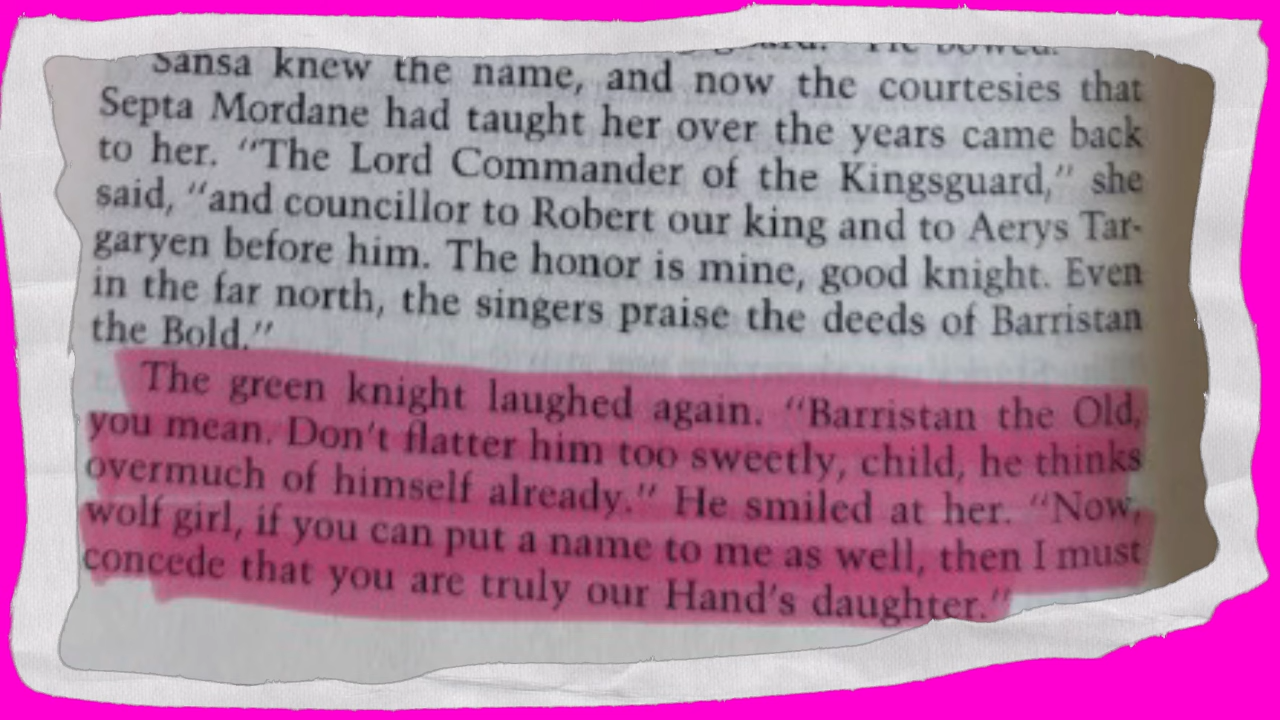 He bowed.
Sansa knew the name, and now the courtesies that
Septa Mordane had taught her over the years came back
to her. "The Lord Commander of the Kingsguard," she
said, "and councillor to Robert our king and to Aerys Tar-
garyen before him. The honor is mine, good knight. Even
in the far north, the singers praise the deeds of Barristan
the Bold."
The green knight laughed again. "Barristan the Old,
you mean. Don't flatter him too sweetly, child, he thinks
overmuch of himself already." He smiled at her. "Now,
wolf girl, if you can put a name to me as well, then I must
concede that you are truly our Hand's daughter."